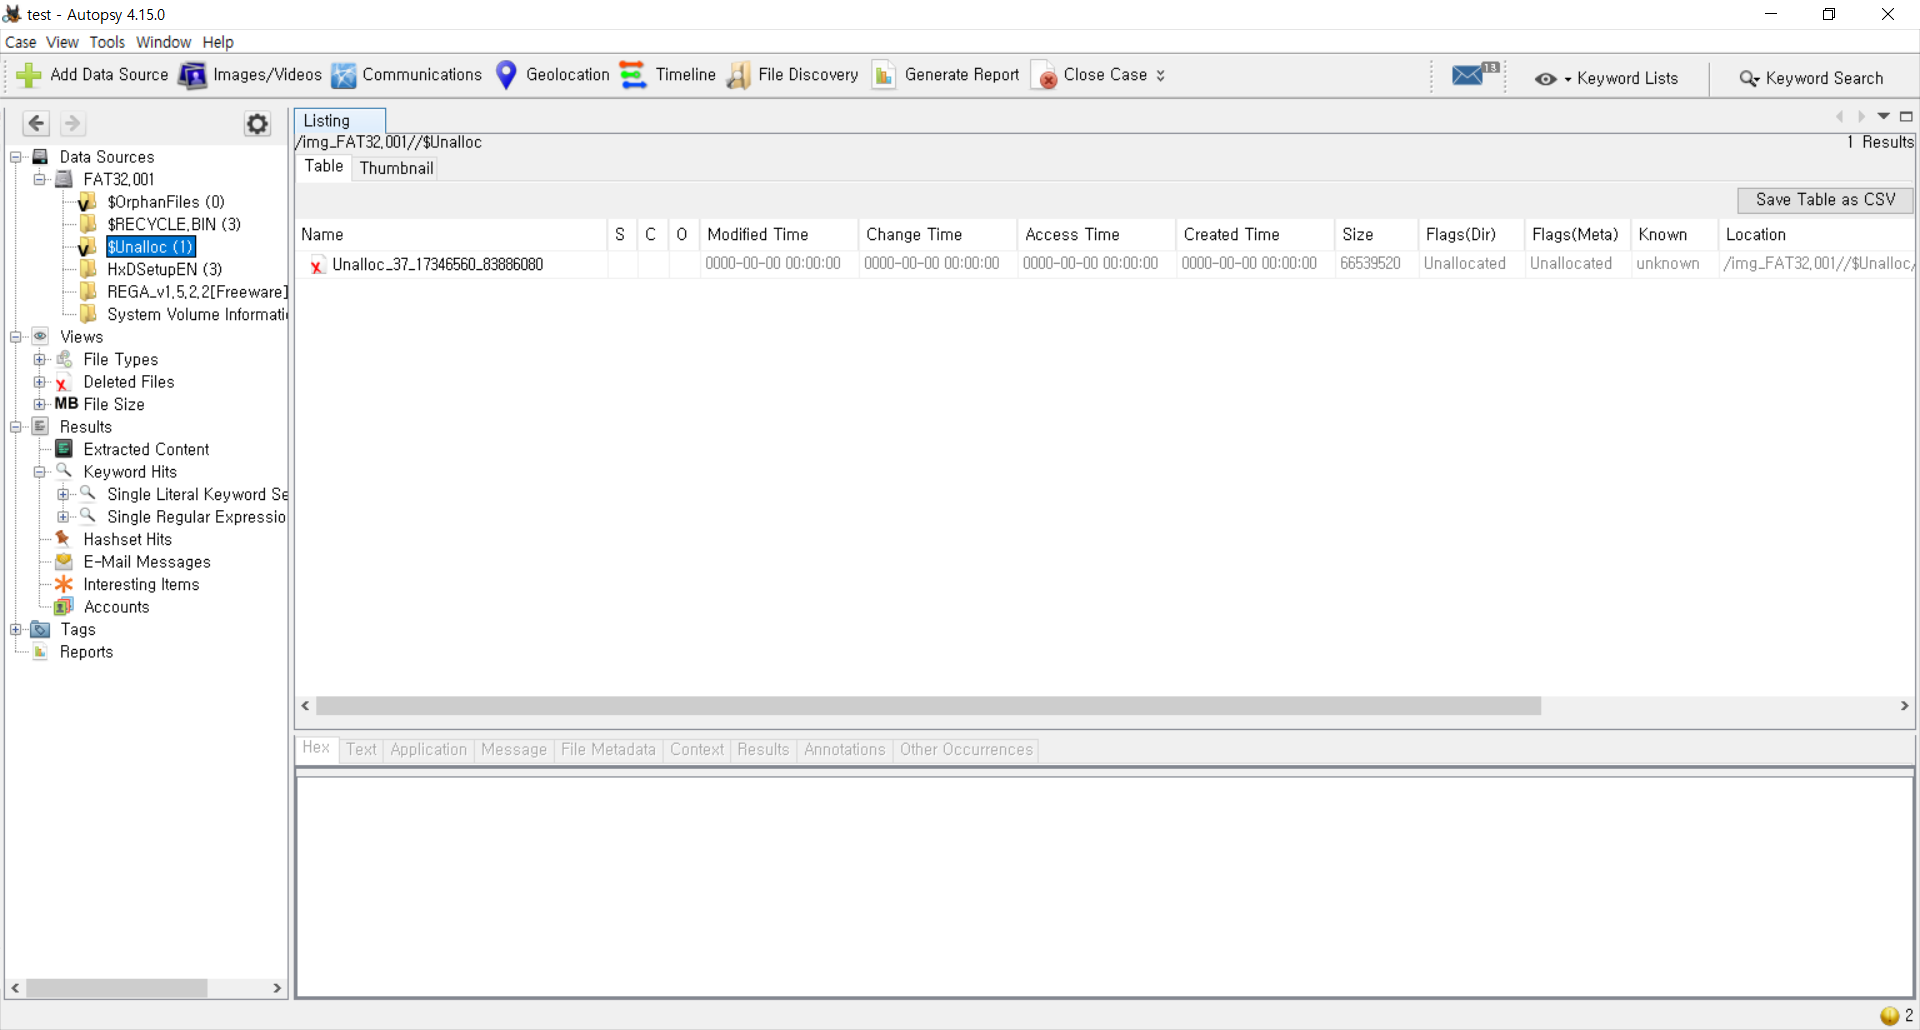 test - Autopsy 4.15.0
Case View Tools Window Help
Add Data Source Images/Videos Communications Geolocation Timeline File Discovery Generate Report Close Case 13 Keyword Lists Keyword Search
Listing
/img_FAT32.001//$Unalloc 1 Results
Table Thumbnail
Save Table as CSV
Name S C O Modified Time Change Time Access Time Created Time Size Flags(Dir) Flags(Meta) Known Location
Unalloc_37_17346560_83886080 0000-00-00 00:00:00 0000-00-00 00:00:00 0000-00-00 00:00:00 0000-00-00 00:00:00 66539520 Unallocated Unallocated unknown /img_FAT32.001//$Unalloc/
Data Sources
FAT32.001
$OrphanFiles (0)
$RECYCLE.BIN (3)
$Unalloc (1)
HxDSetupEN (3)
REGA_v1.5.2.2[Freeware]
System Volume Informati
Views
File Types
Deleted Files
MB File Size
Results
Extracted Content
Keyword Hits
Single Literal Keyword Se
Single Regular Expressio
Hashset Hits
E-Mail Messages
Interesting Items
Accounts
Tags
Reports
Hex Text Application Message File Metadata Context Results Annotations Other Occurrences
2